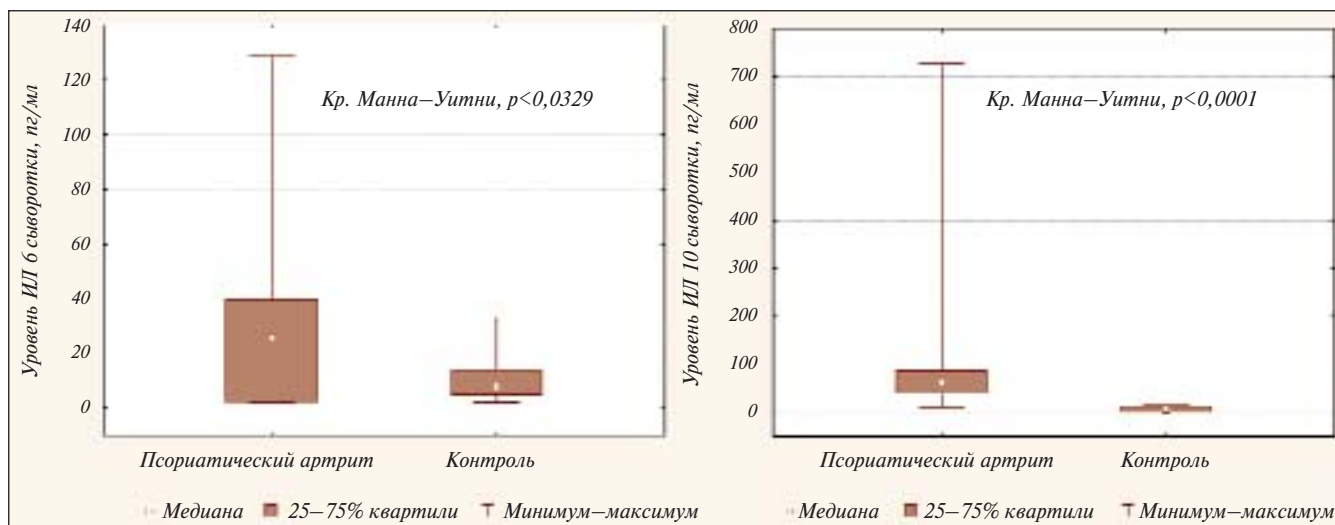 Уровень ИЛ 6 сыворотки, пг/мл
140
120
100
80
60
40
20
0
Кр. Манна–Уитни, p<0,0329
Псориатический артрит
Контроль
Медиана
25–75% квартили
Минимум–максимум
Уровень ИЛ 10 сыворотки, пг/мл
800
700
600
500
400
300
200
100
0
Кр. Манна–Уитни, p<0,0001
Псориатический артрит
Контроль
Медиана
25–75% квартили
Минимум–максимум